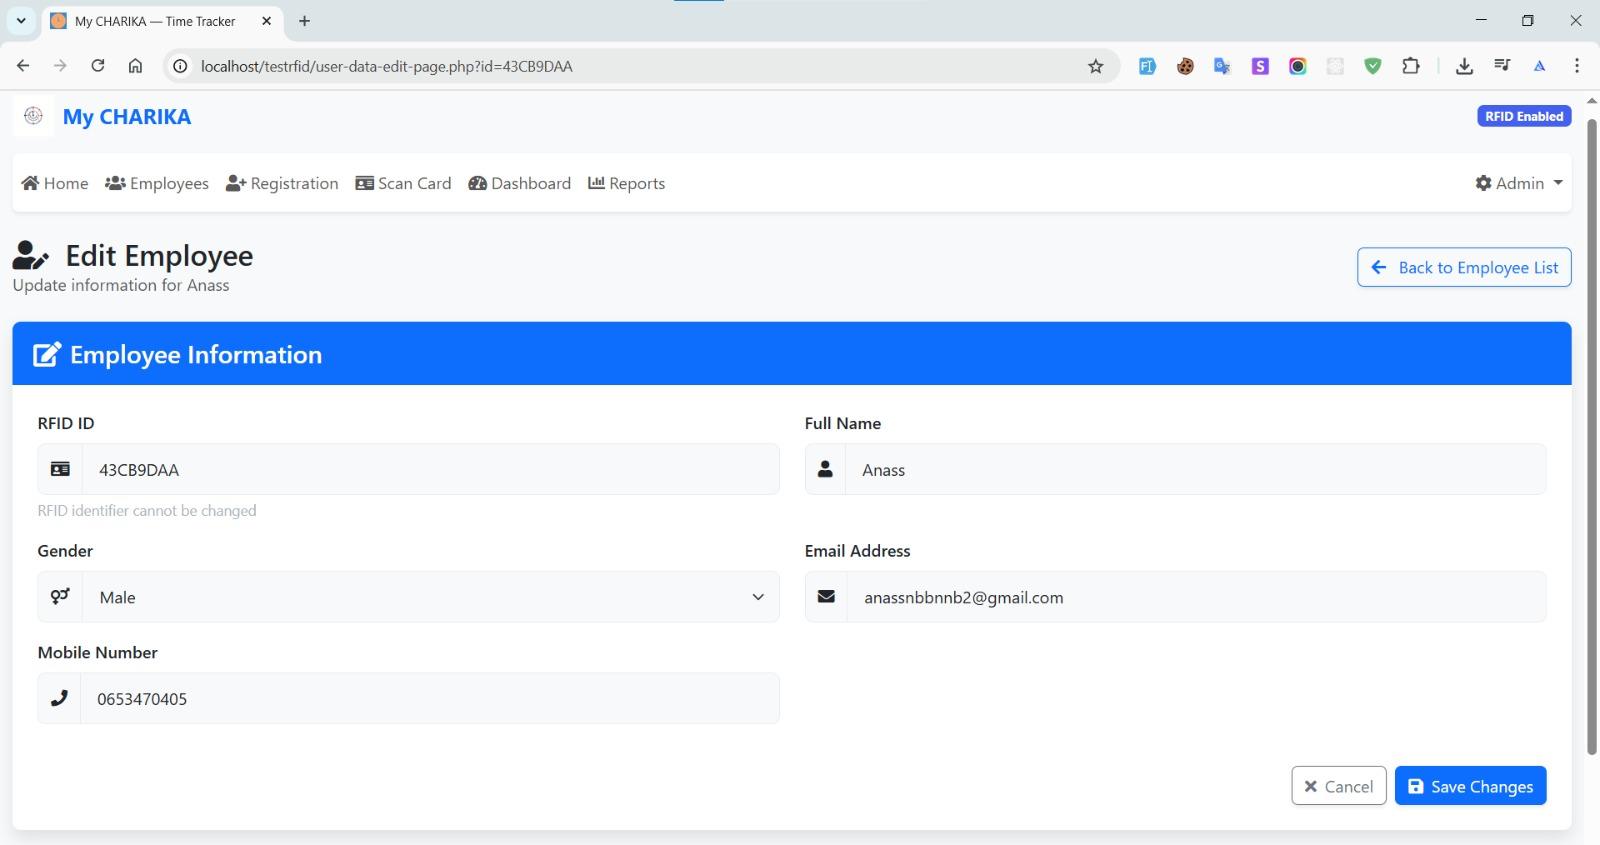 My CHARIKA — Time Tracker
localhost/testrfid/user-data-edit-page.php?id=43CB9DAA
My CHARIKA
RFID Enabled
Home Employees Registration Scan Card Dashboard Reports Admin
Edit Employee
Update information for Anass
Back to Employee List
Employee Information
RFID ID
Full Name
43CB9DAA
Anass
RFID identifier cannot be changed
Gender
Email Address
Male
anassnbbnnb2@gmail.com
Mobile Number
0653470405
Cancel
Save Changes